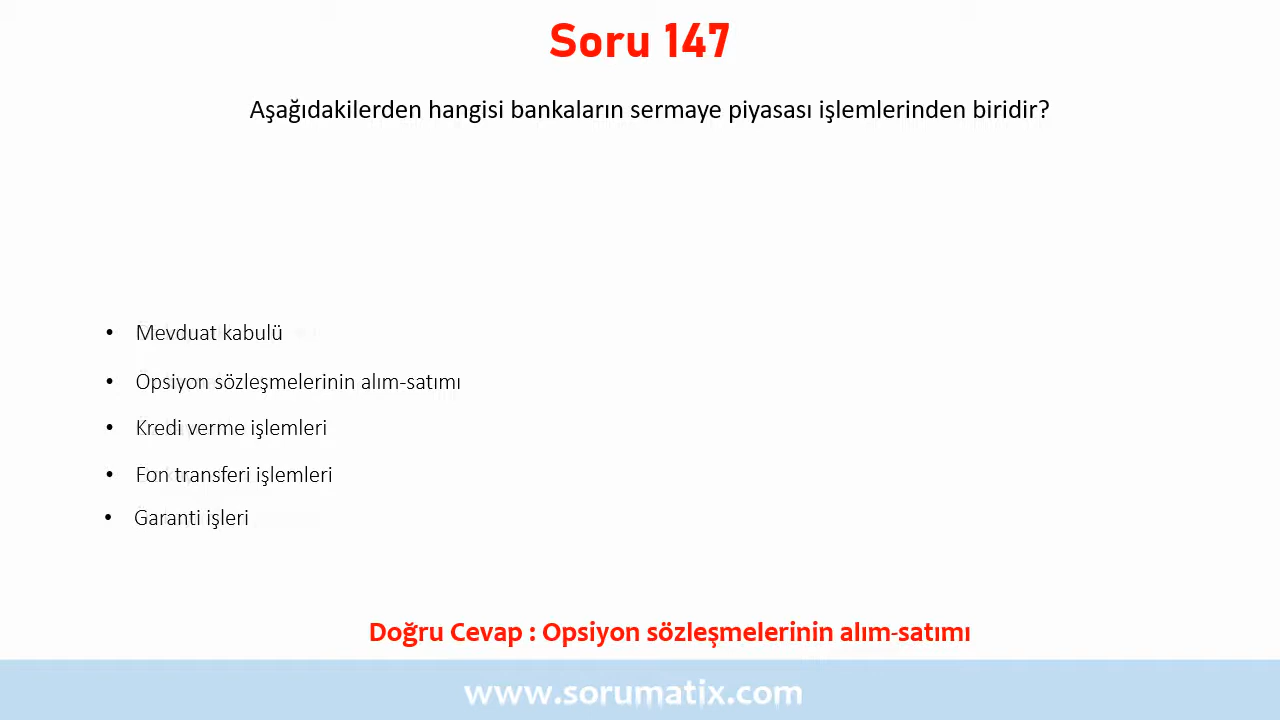 Soru 147
Aşağıdakilerden hangisi bankaların sermaye piyasası işlemlerinden biridir?
• Mevduat kabulü
• Opsiyon sözleşmelerinin alım-satımı
• Kredi verme işlemleri
• Fon transferi işlemleri
• Garanti işleri
Doğru Cevap : Opsiyon sözleşmelerinin alım-satımı
www.sorumatix.com